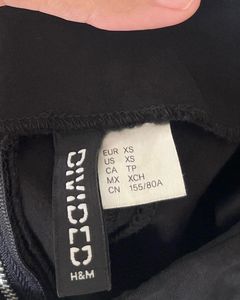 DIVIDED
H&M
EUR XS
US XS
CA TP
MX XCH
CN 155/80A